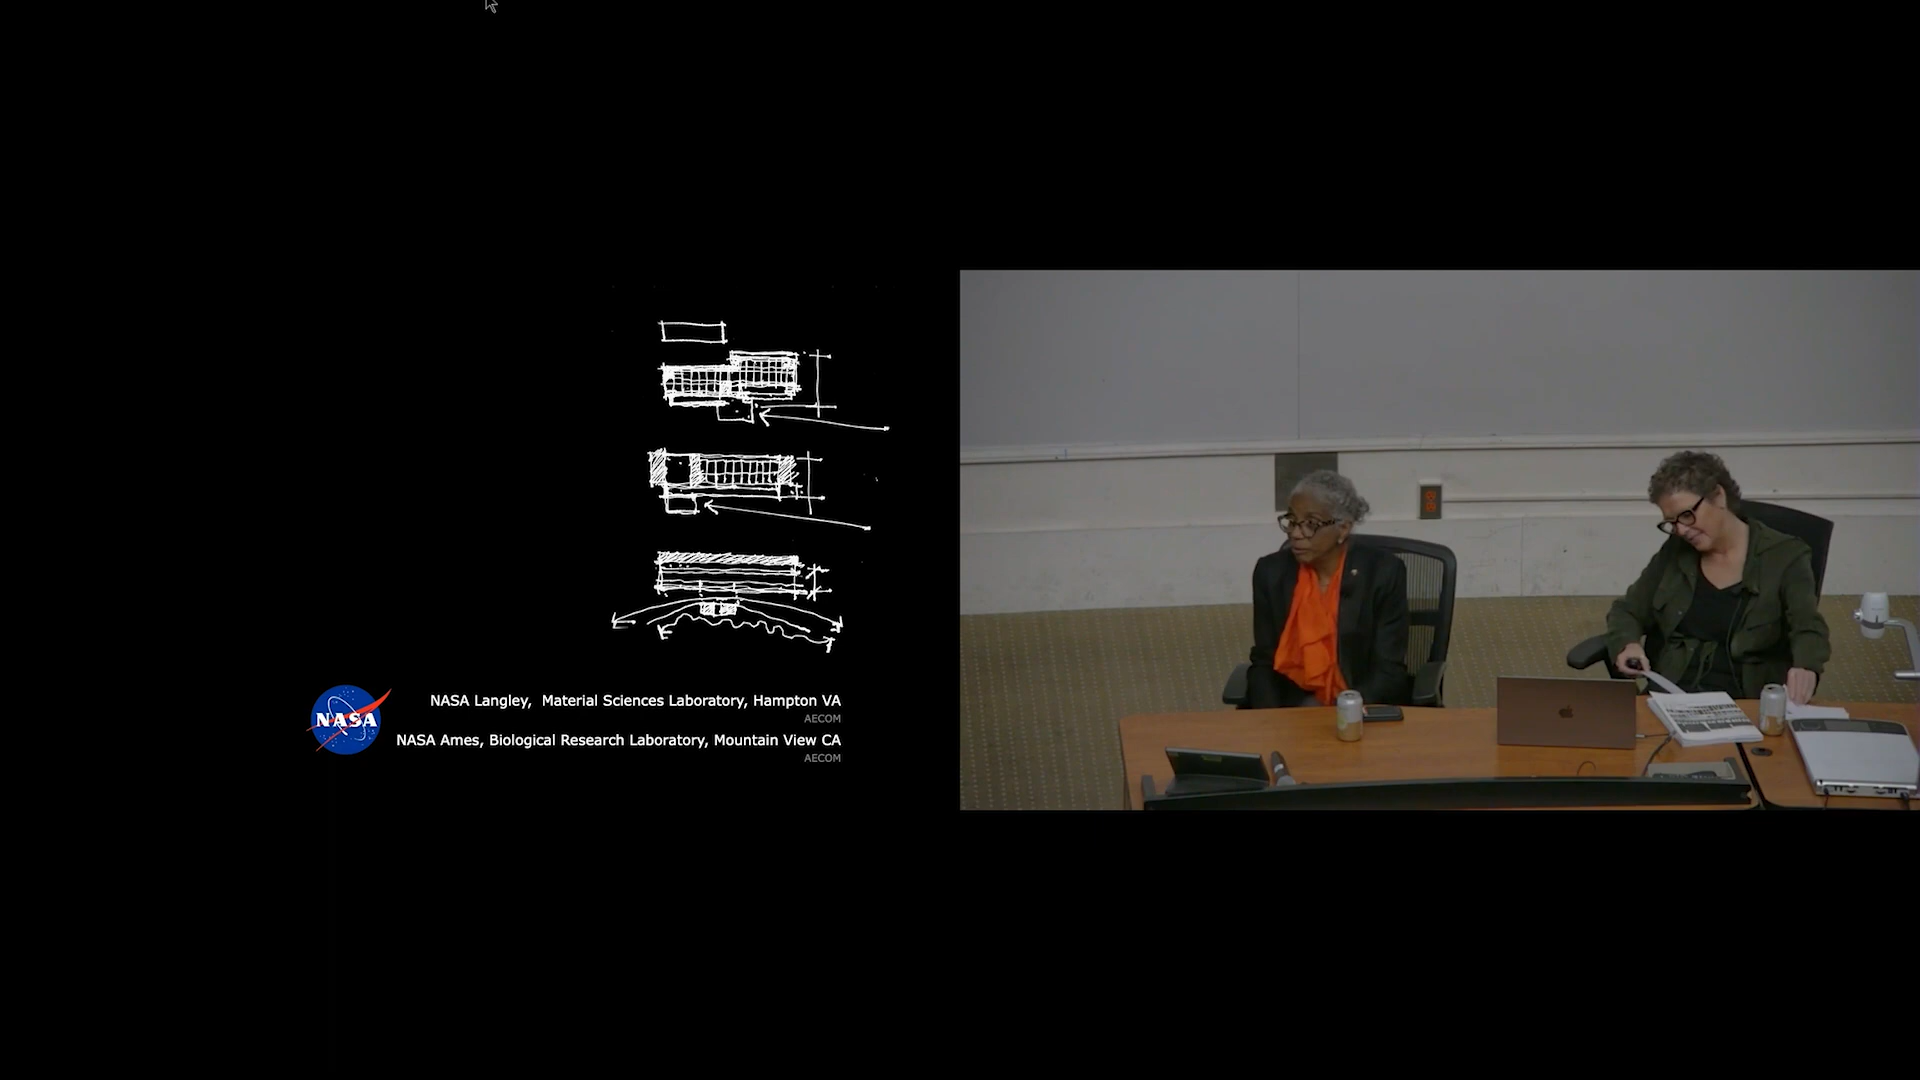 NASA
NASA Langley, Material Sciences Laboratory, Hampton VA
AECOM
NASA Ames, Biological Research Laboratory, Mountain View CA
AECOM